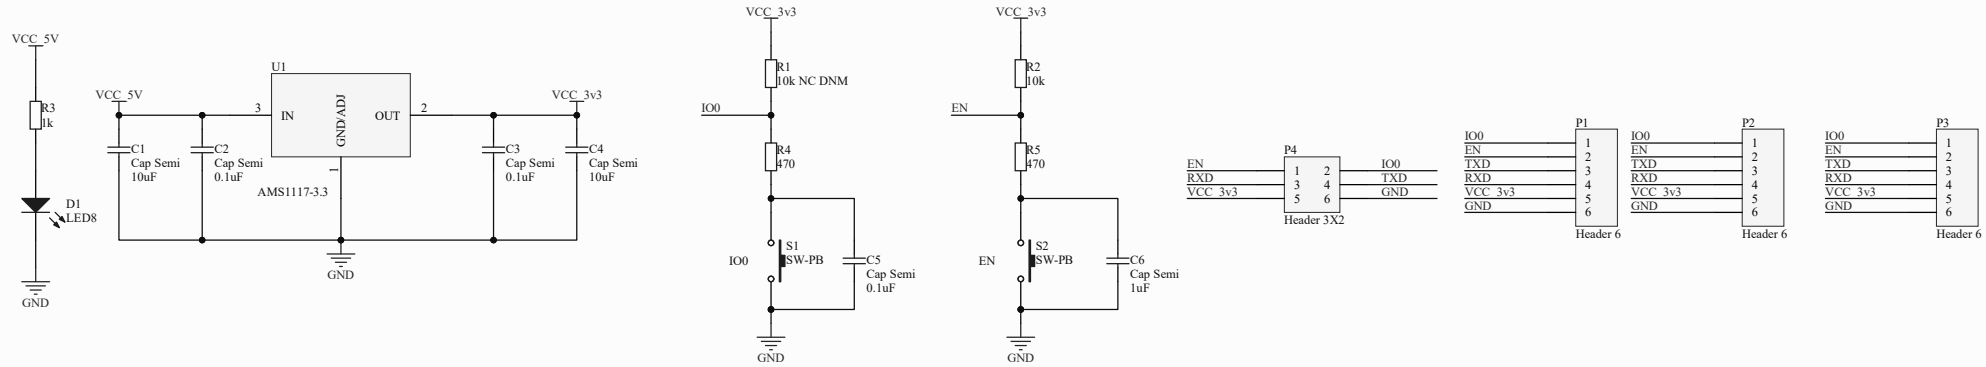 VCC_5V
R3
1k
D1
LED8
GND
VCC_5V
C1
Cap Semi
10uF
C2
Cap Semi
0.1uF
U1
3
IN
GND/ADJ
OUT
2
1
AMS1117-3.3
GND
VCC_3v3
C3
Cap Semi
0.1uF
C4
Cap Semi
10uF
VCC_3v3
R1
10k NC DNM
IO0
R4
470
IO0
S1
SW-PB
C5
Cap Semi
0.1uF
GND
VCC_3v3
R2
10k
EN
R5
470
EN
S2
SW-PB
C6
Cap Semi
1uF
GND
P4
EN 1 2 IO0
RXD 3 4 TXD
VCC_3v3 5 6 GND
Header 3X2
P1
IO0 1
EN 2
TXD 3
RXD 4
VCC_3v3 5
GND 6
Header 6
P2
IO0 1
EN 2
TXD 3
RXD 4
VCC_3v3 5
GND 6
Header 6
P3
IO0 1
EN 2
TXD 3
RXD 4
VCC_3v3 5
GND 6
Header 6